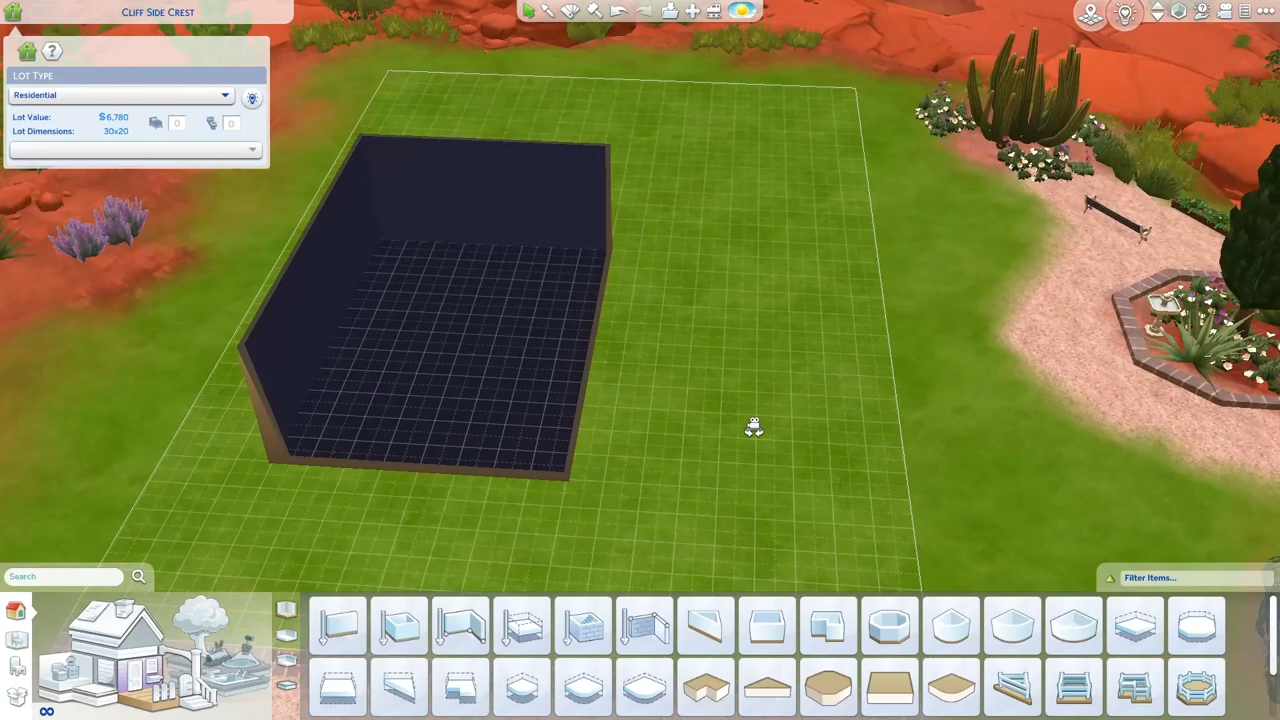 CLIFF SIDE CREST
LOT TYPE
Residential
Lot Value: §6,780
0
0
Lot Dimensions: 30x20
Search
Filter Items...